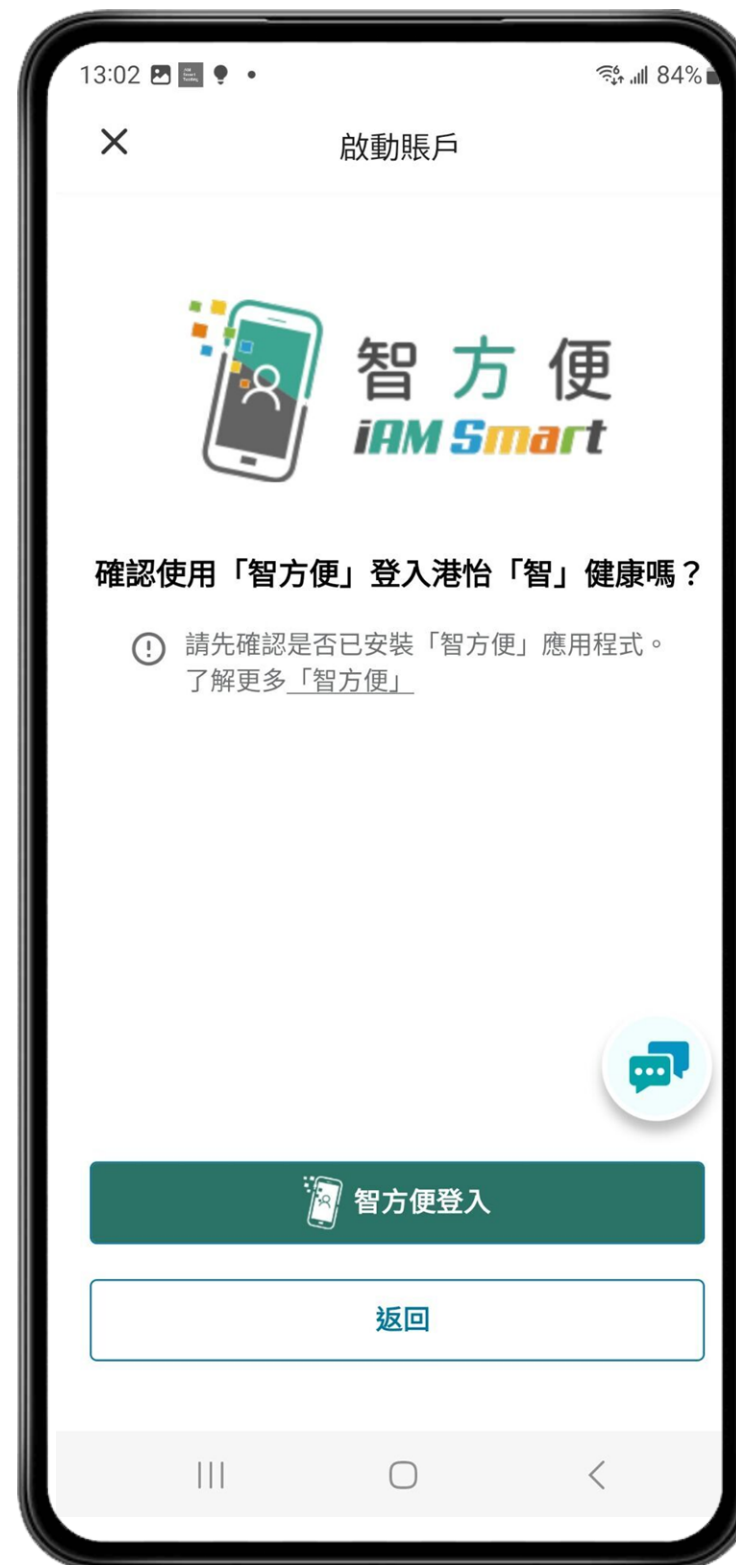 13:02
84%
啟動賬戶
智方便
iAM Smart
確認使用「智方便」登入港怡「智」健康嗎？
請先確認是否已安裝「智方便」應用程式。
了解更多「智方便」
智方便登入
返回